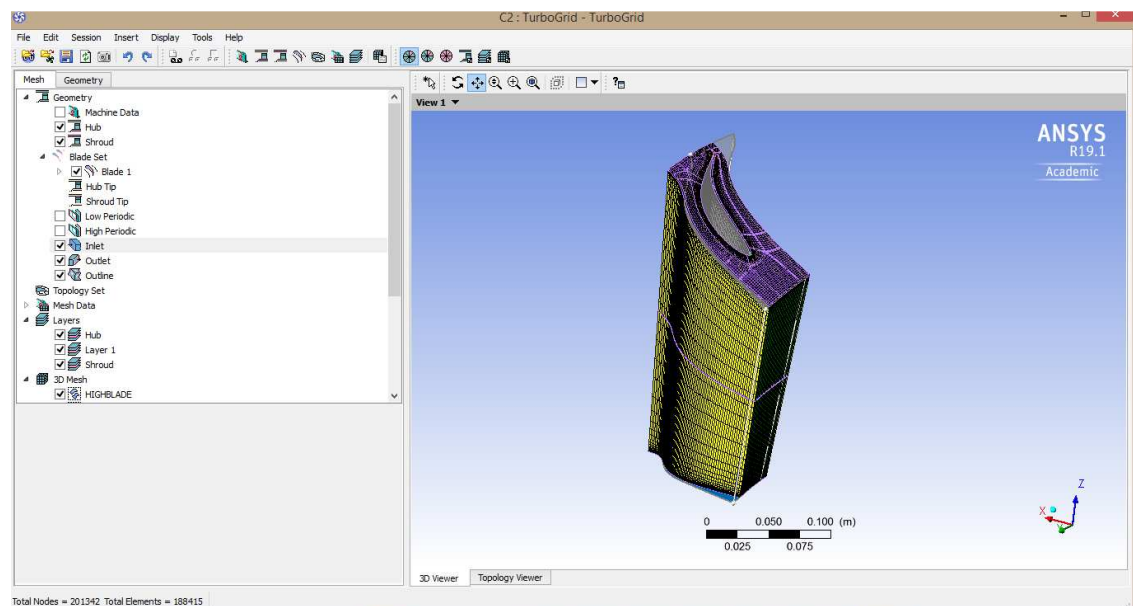 C2 : TurboGrid - TurboGrid
File Edit Session Insert Display Tools Help
Mesh Geometry
Geometry
Machine Data
Hub
Shroud
Blade Set
Blade 1
Hub Tip
Shroud Tip
Low Periodic
High Periodic
Inlet
Outlet
Outline
Topology Set
Mesh Data
Layers
Hub
Layer 1
Shroud
3D Mesh
HIGHBLADE
View 1
ANSYS
R19.1
Academic
Z
X
Y
0 0.050 0.100 (m)
0.025 0.075
3D Viewer Topology Viewer
Total Nodes = 201342 Total Elements = 188415